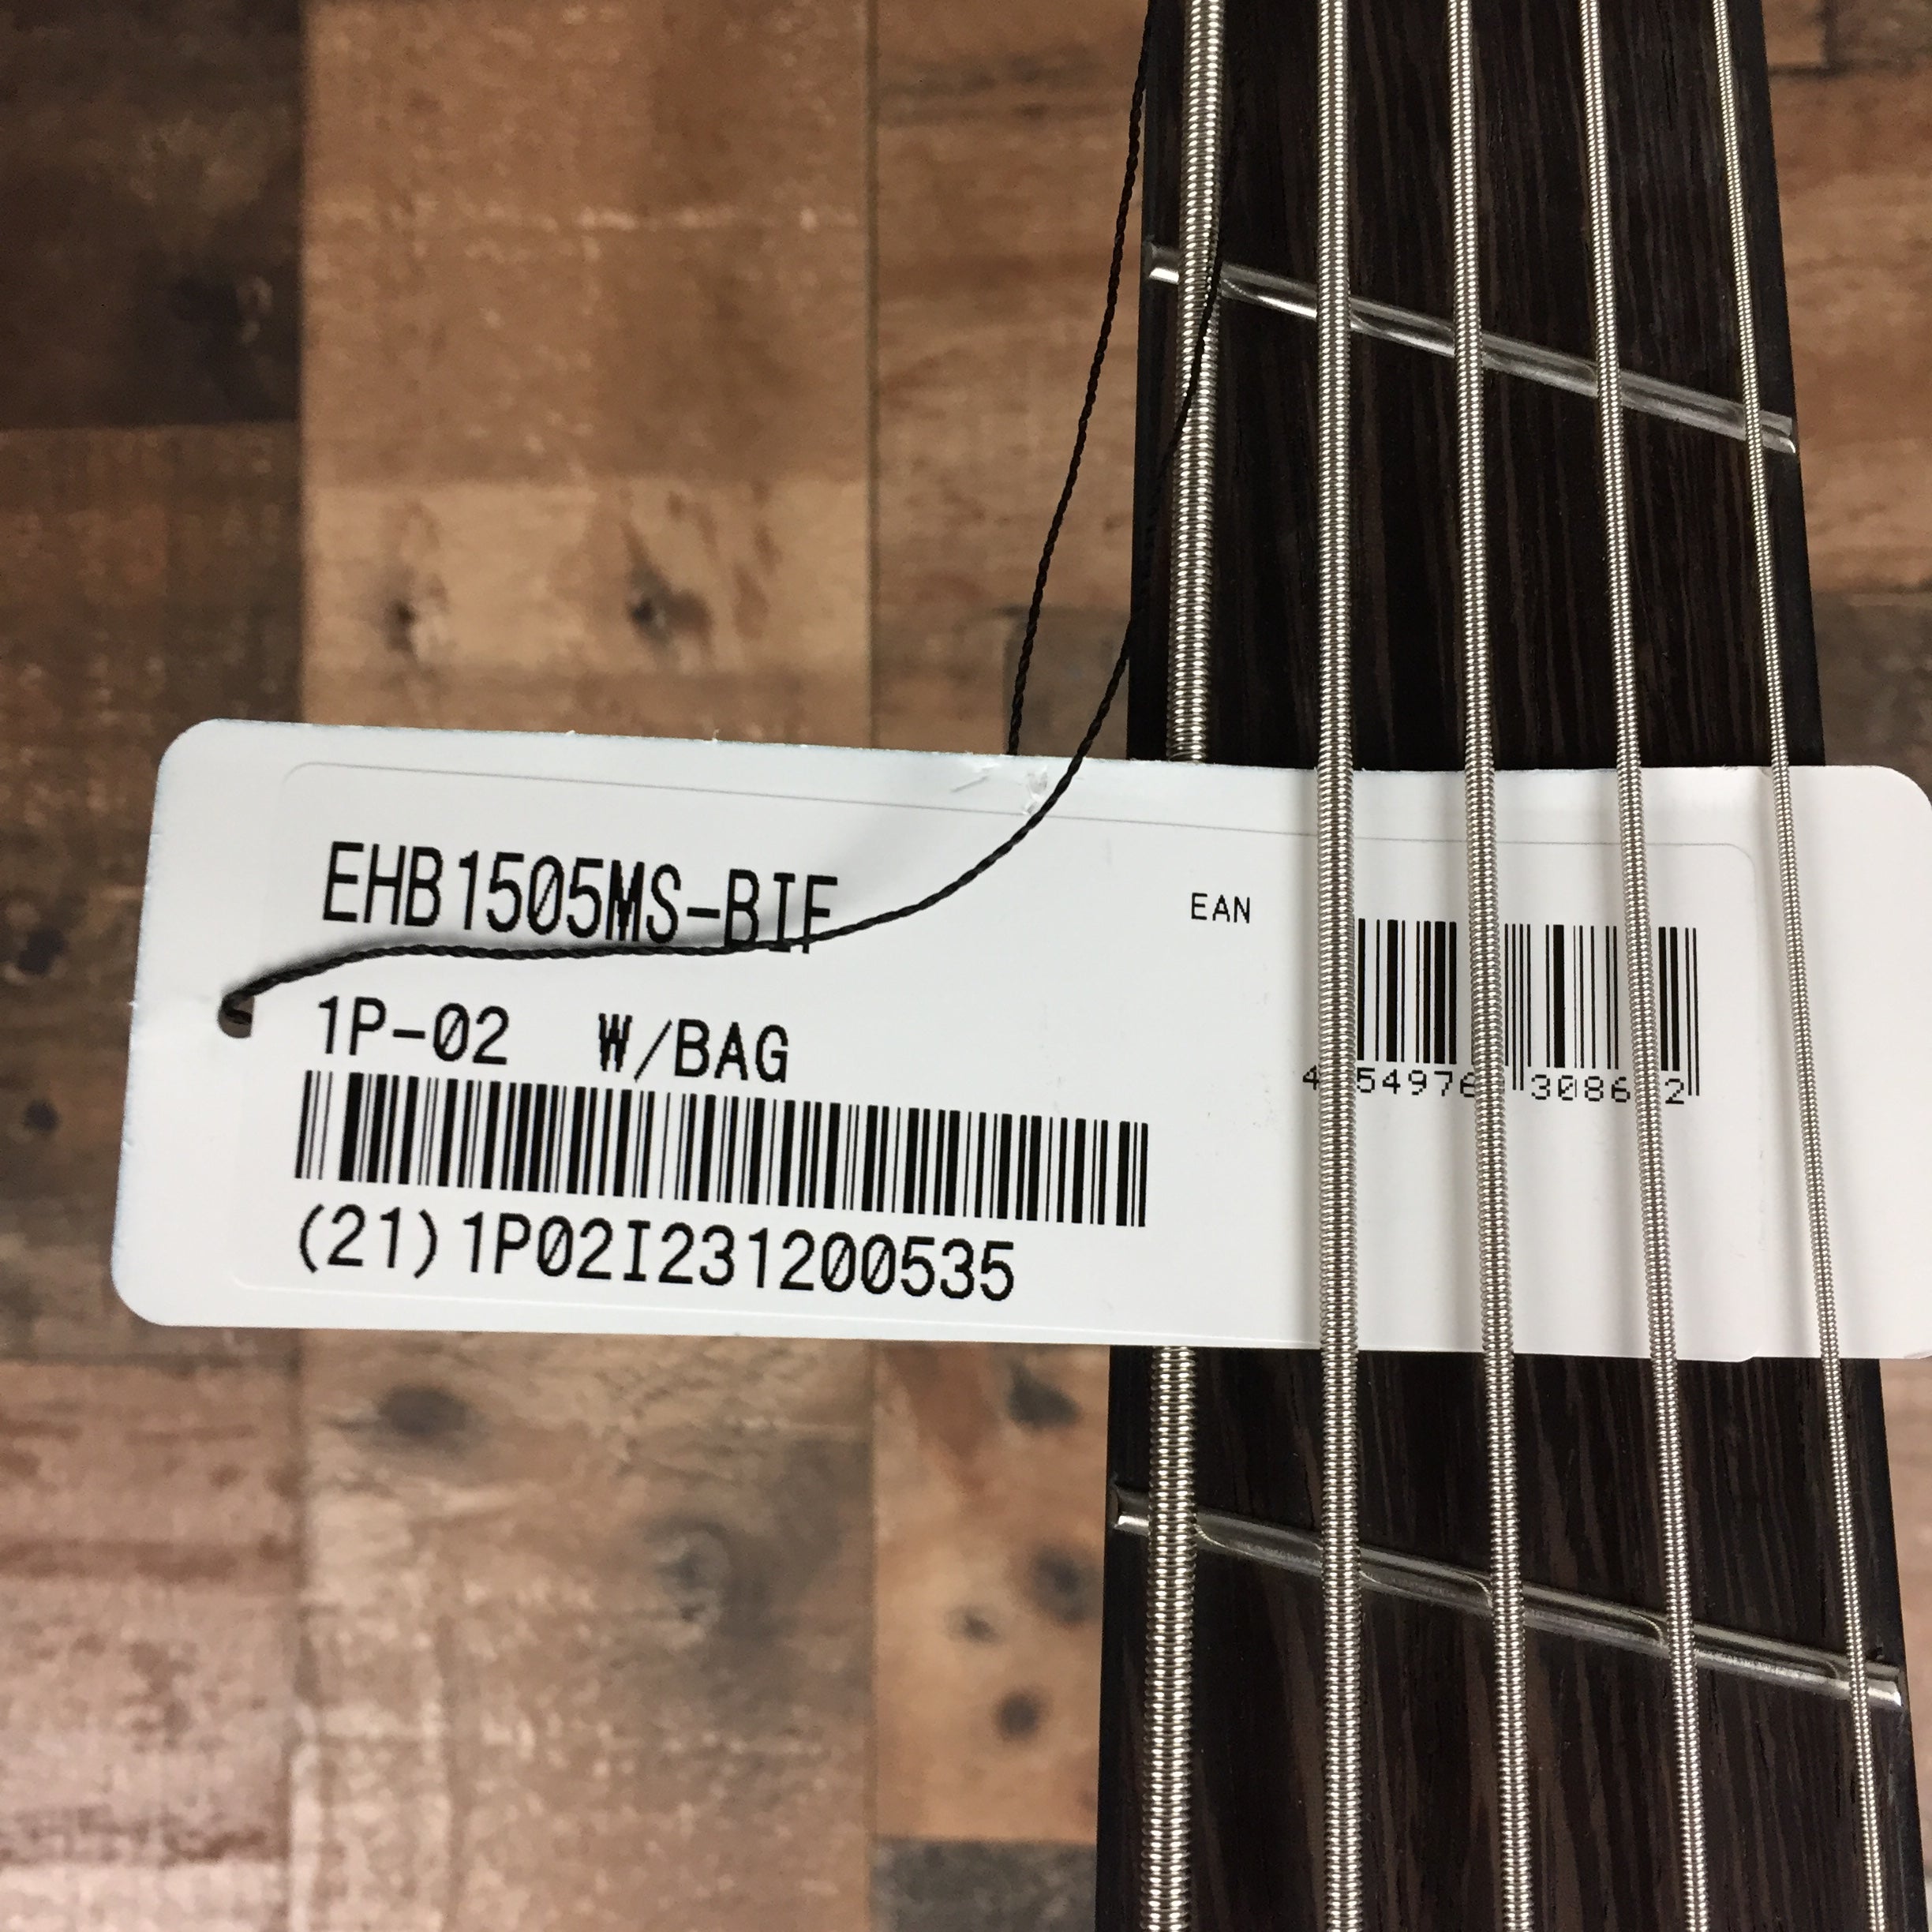 EHB1505MS-BIF
1P-02 W/BAG
(21)1P02I231200535
EAN